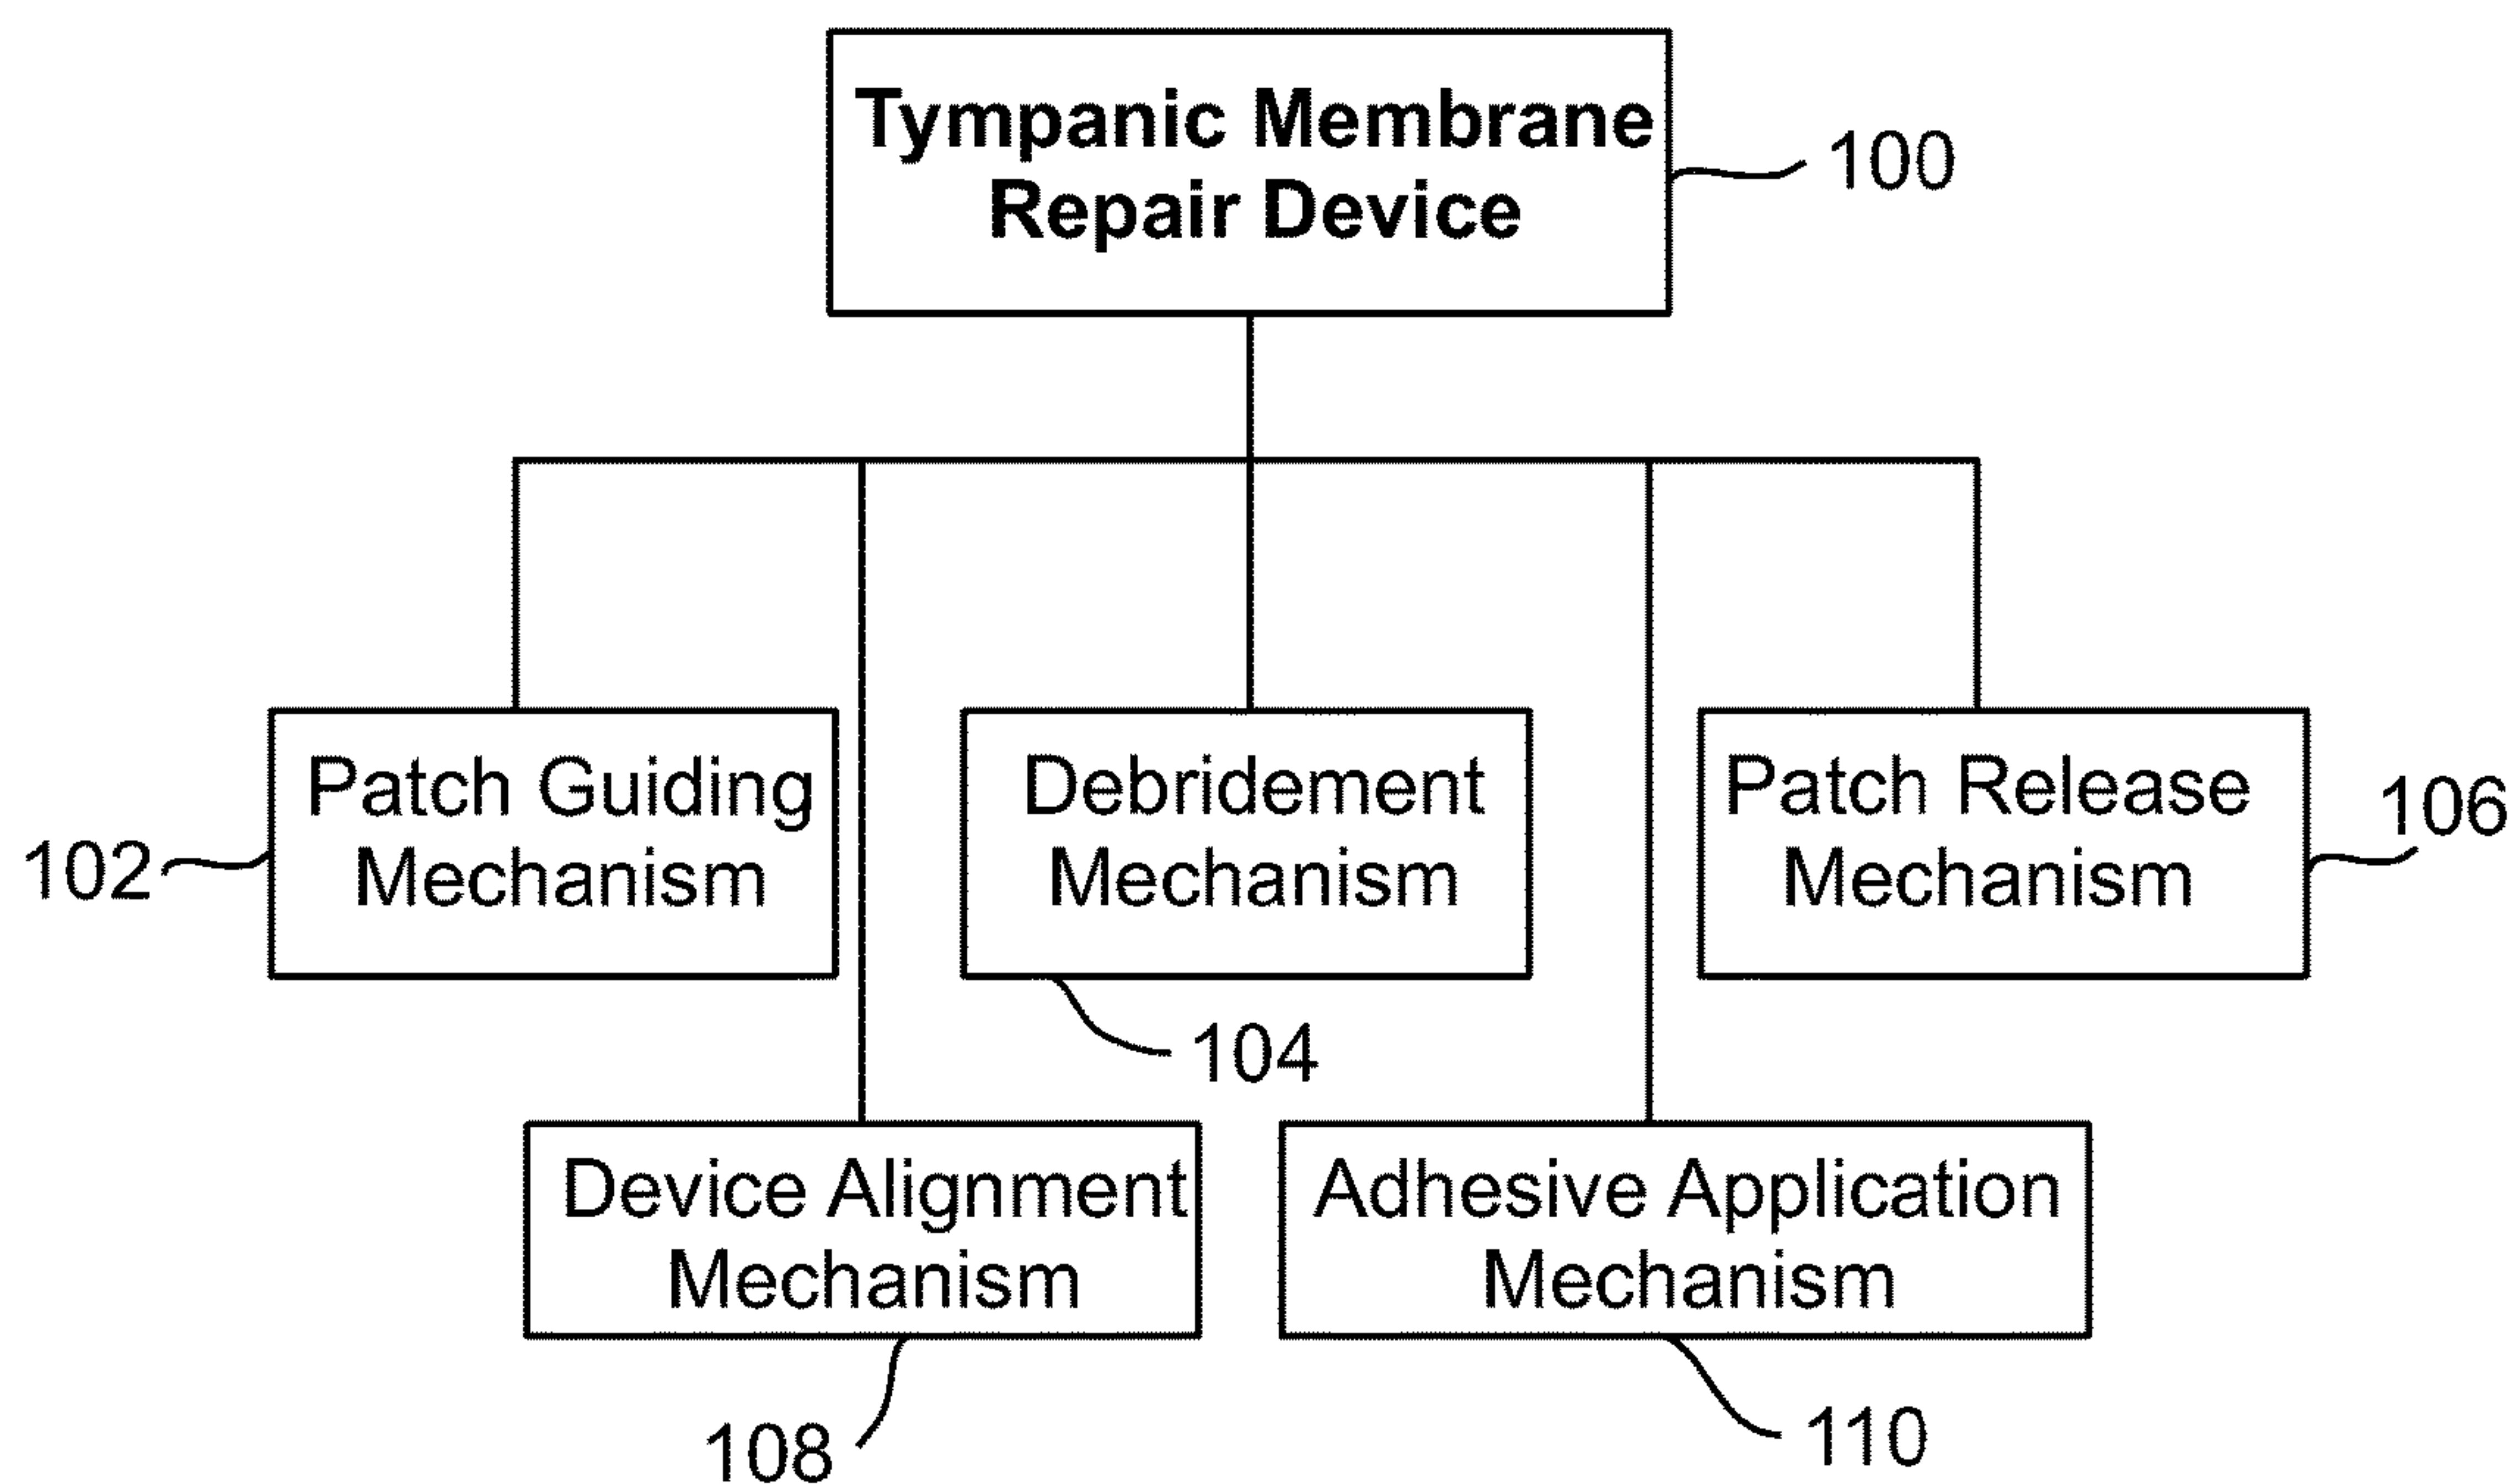 Tympanic Membrane
Repair Device
100
Patch Guiding
Mechanism
102
Debridement
Mechanism
104
Patch Release
Mechanism
106
Device Alignment
Mechanism
108
Adhesive Application
Mechanism
110